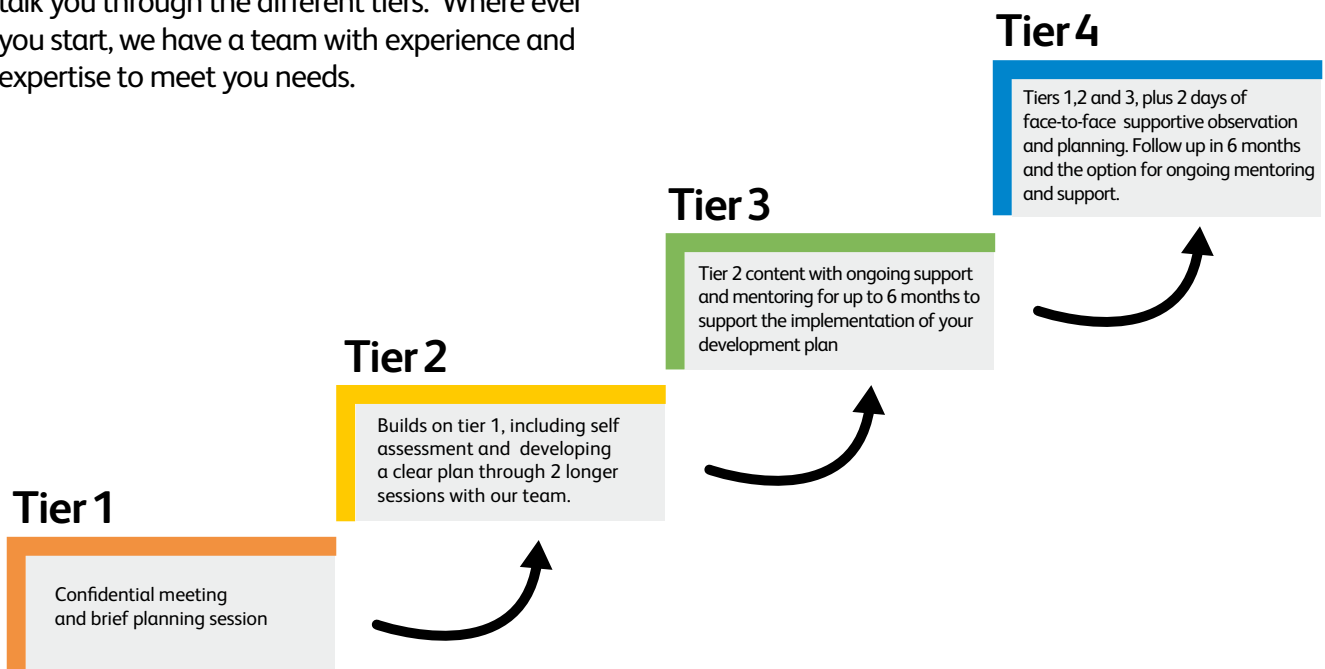 talk you through the different tiers.  Where ever
you start, we have a team with experience and
expertise to meet you needs.
Tier 1
Confidential meeting
and brief planning session
Tier 2
Builds on tier 1, including self
assessment and  developing
a clear plan through 2 longer
sessions with our team.
Tier 3
Tier 2 content with ongoing support
and mentoring for up to 6 months to
support the implementation of your
development plan
Tier 4
Tiers 1,2 and 3, plus 2 days of
face-to-face  supportive observation
and planning. Follow up in 6 months
and the option for ongoing mentoring
and support.